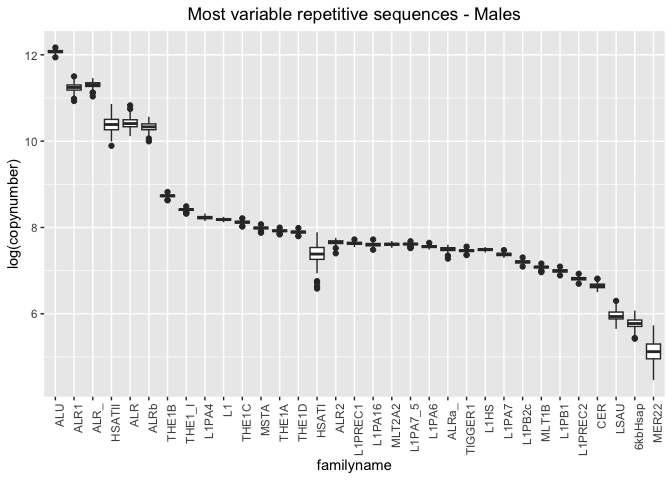 Most variable repetitive sequences - Males
log(copynumber)
12
10
8
6
ALU
ALR1
ALR_
HSATII
ALR
ALRb
THE1B
THE1_I
L1PA4
L1
THE1C
MSTA
THE1A
THE1D
HSATI
ALR2
L1PREC1
L1PA16
MLT2A2
L1PA7_5
L1PA6
ALRa_
TIGGER1
L1HS
L1PA7
L1PB2c
MLT1B
L1PB1
L1PREC2
CER
LSAU
6kbHsap
MER22
familyname